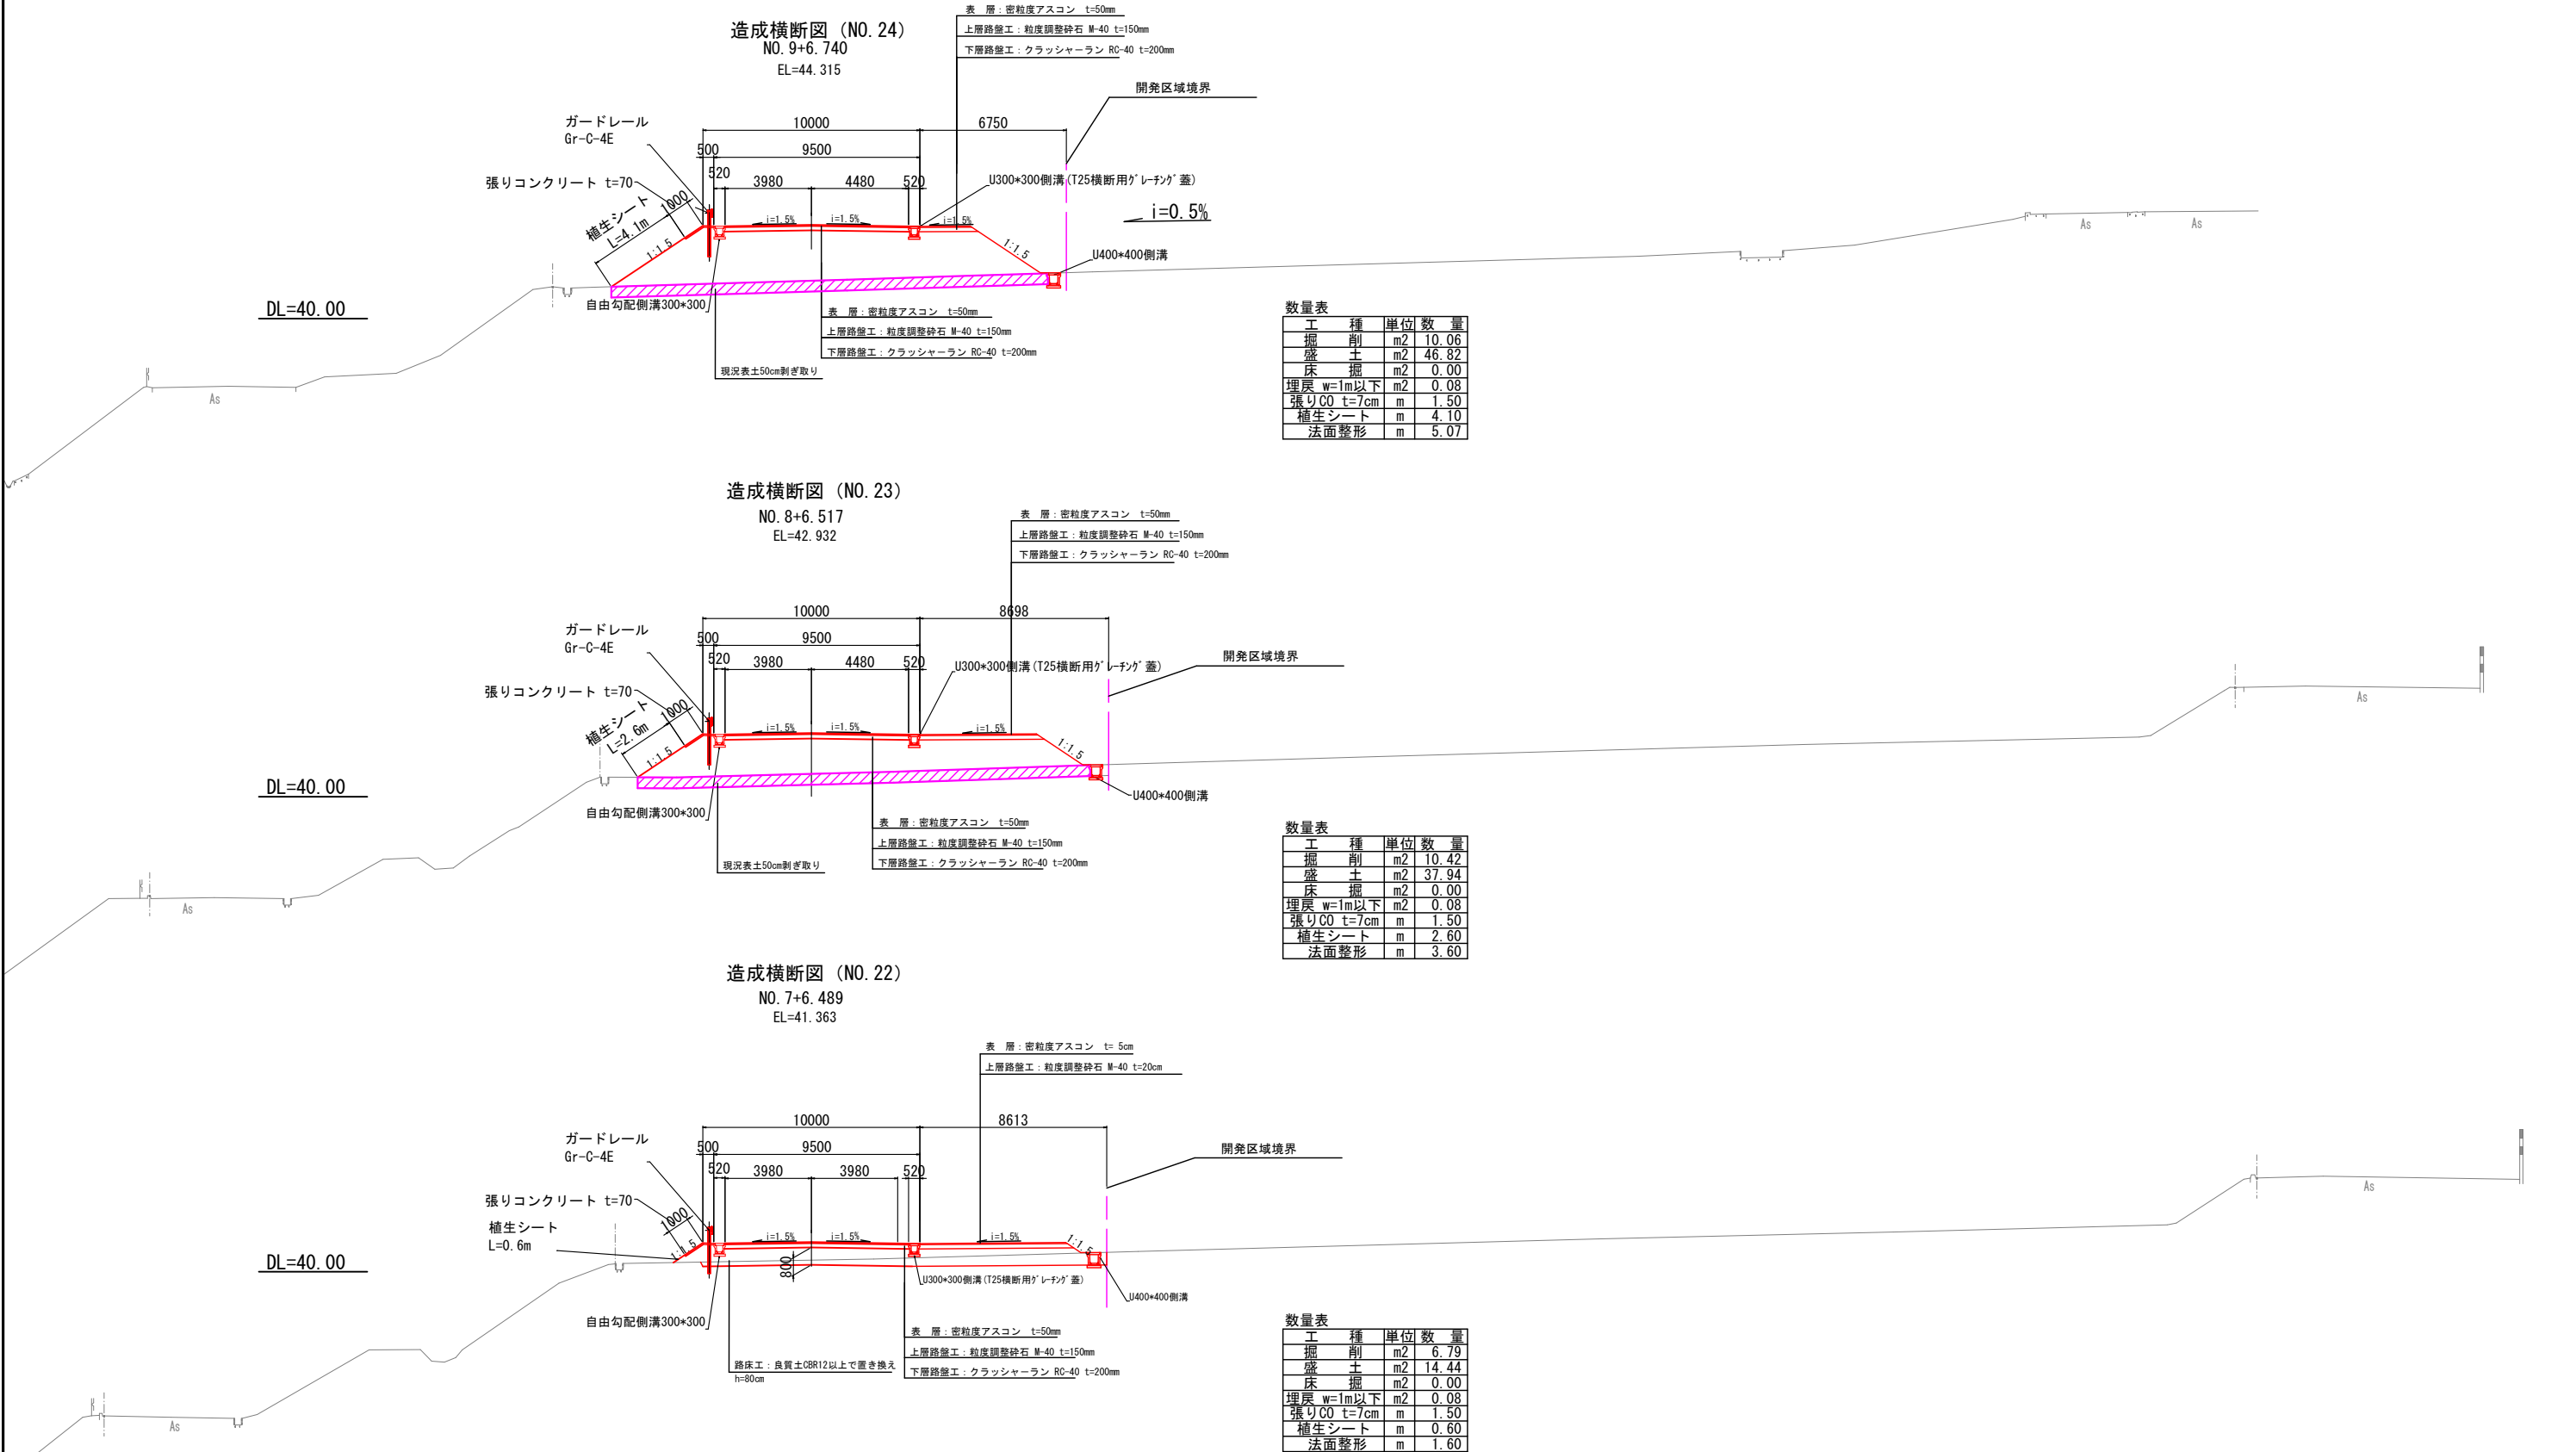 造成横断図 (NO.24)
NO.9+6.740
EL=44.315
表　層：密粒度アスコン　t=50mm
上層路盤工：粒度調整砕石 M-40 t=150mm
下層路盤工：クラッシャーラン RC-40 t=200mm
開発区域境界
ガードレール
Gr-C-4E
10000
6750
500
9500
520
3980
4480
520
張りコンクリート t=70
1000
植生シート
L=4.1m
1:1.5
i=1.5%
i=1.5%
i=1.5%
U300*300側溝(T25横断用ｸﾞﾚｰﾁﾝｸﾞ蓋)
i=0.5%
1:1.5
U400*400側溝
As
As
DL=40.00
自由勾配側溝300*300
表　層：密粒度アスコン　t=50mm
上層路盤工：粒度調整砕石 M-40 t=150mm
下層路盤工：クラッシャーラン RC-40 t=200mm
現況表土50cm剥ぎ取り
As
数量表
工　種 単位 数　量
掘　削 m2 10.06
盛　土 m2 46.82
床　掘 m2 0.00
埋戻 w=1m以下 m2 0.08
張りCO t=7cm m 1.50
植生シート m 4.10
法面整形 m 5.07
造成横断図 (NO.23)
NO.8+6.517
EL=42.932
表　層：密粒度アスコン　t=50mm
上層路盤工：粒度調整砕石 M-40 t=150mm
下層路盤工：クラッシャーラン RC-40 t=200mm
10000
8698
ガードレール
Gr-C-4E
500
9500
520
3980
4480
520
U300*300側溝(T25横断用ｸﾞﾚｰﾁﾝｸﾞ蓋)
開発区域境界
張りコンクリート t=70
1000
植生シート
L=2.6m
1:1.5
i=1.5%
i=1.5%
i=1.5%
1:1.5
As
DL=40.00
U400*400側溝
自由勾配側溝300*300
表　層：密粒度アスコン　t=50mm
上層路盤工：粒度調整砕石 M-40 t=150mm
下層路盤工：クラッシャーラン RC-40 t=200mm
現況表土50cm剥ぎ取り
As
数量表
工　種 単位 数　量
掘　削 m2 10.42
盛　土 m2 37.94
床　掘 m2 0.00
埋戻 w=1m以下 m2 0.08
張りCO t=7cm m 1.50
植生シート m 2.60
法面整形 m 3.60
造成横断図 (NO.22)
NO.7+6.489
EL=41.363
表　層：密粒度アスコン　t= 5cm
上層路盤工：粒度調整砕石 M-40 t=20cm
10000
8613
ガードレール
Gr-C-4E
500
9500
520
3980
3980
520
開発区域境界
張りコンクリート t=70
1000
植生シート
L=0.6m
1:1.5
i=1.5%
i=1.5%
i=1.5%
1:1.5
As
DL=40.00
800
U300*300側溝(T25横断用ｸﾞﾚｰﾁﾝｸﾞ蓋)
U400*400側溝
自由勾配側溝300*300
表　層：密粒度アスコン　t=50mm
上層路盤工：粒度調整砕石 M-40 t=150mm
下層路盤工：クラッシャーラン RC-40 t=200mm
路床工：良質土CBR12以上で置き換え
h=80cm
As
数量表
工　種 単位 数　量
掘　削 m2 6.79
盛　土 m2 14.44
床　掘 m2 0.00
埋戻 w=1m以下 m2 0.08
張りCO t=7cm m 1.50
植生シート m 0.60
法面整形 m 1.60